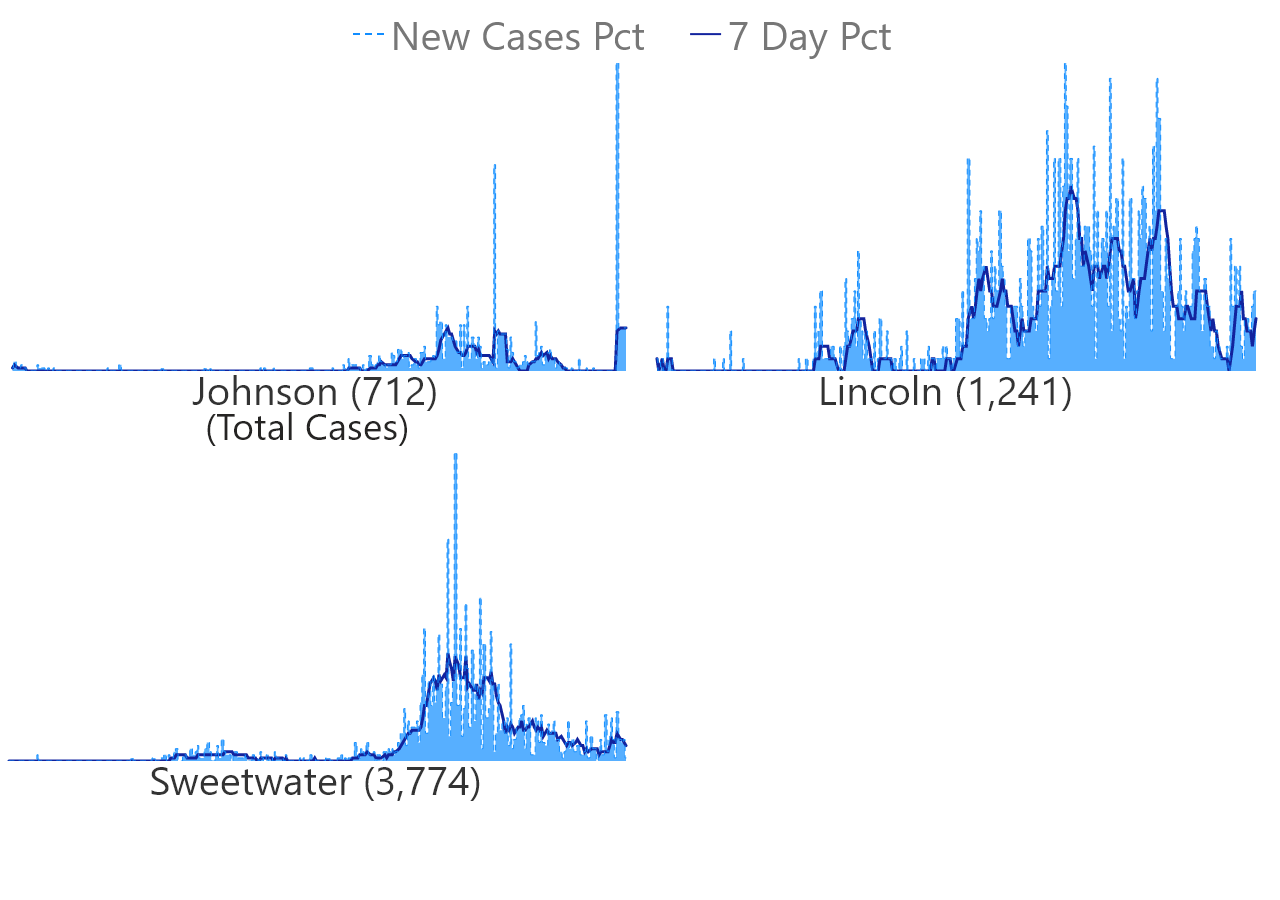 New Cases Pct 7 Day Pct
Johnson (712) Lincoln (1,241)
(Total Cases)
Sweetwater (3,774)